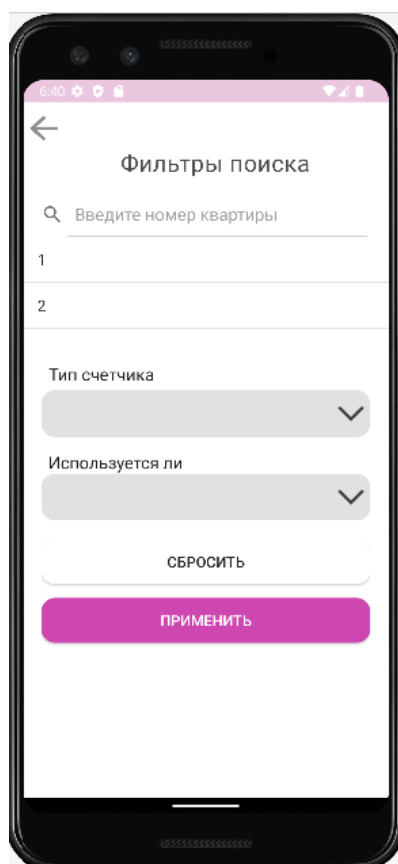 6:40
Фильтры поиска
Введите номер квартиры
1
2
Тип счетчика
Используется ли
СБРОСИТЬ
ПРИМЕНИТЬ